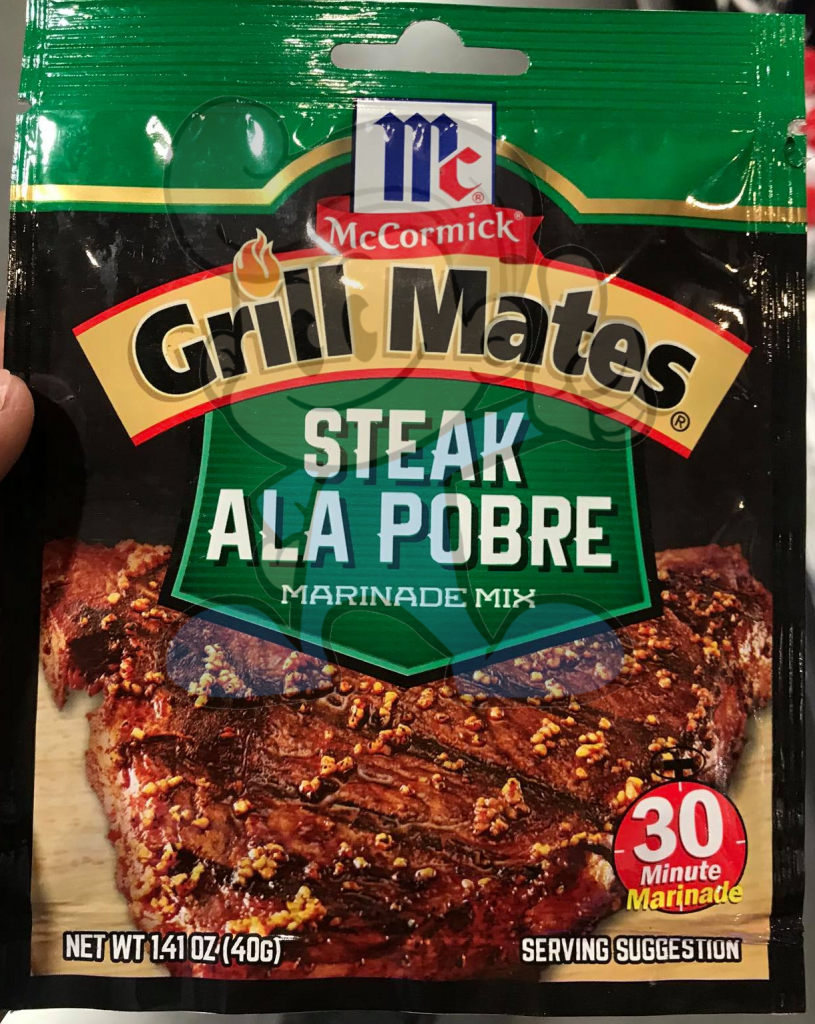 Mc®
McCormick®
Grill Mates®
STEAK
ALA POBRE
MARINADE MIX
30
Minute
Marinade
NET WT 1.41 OZ (40G)
SERVING SUGGESTION